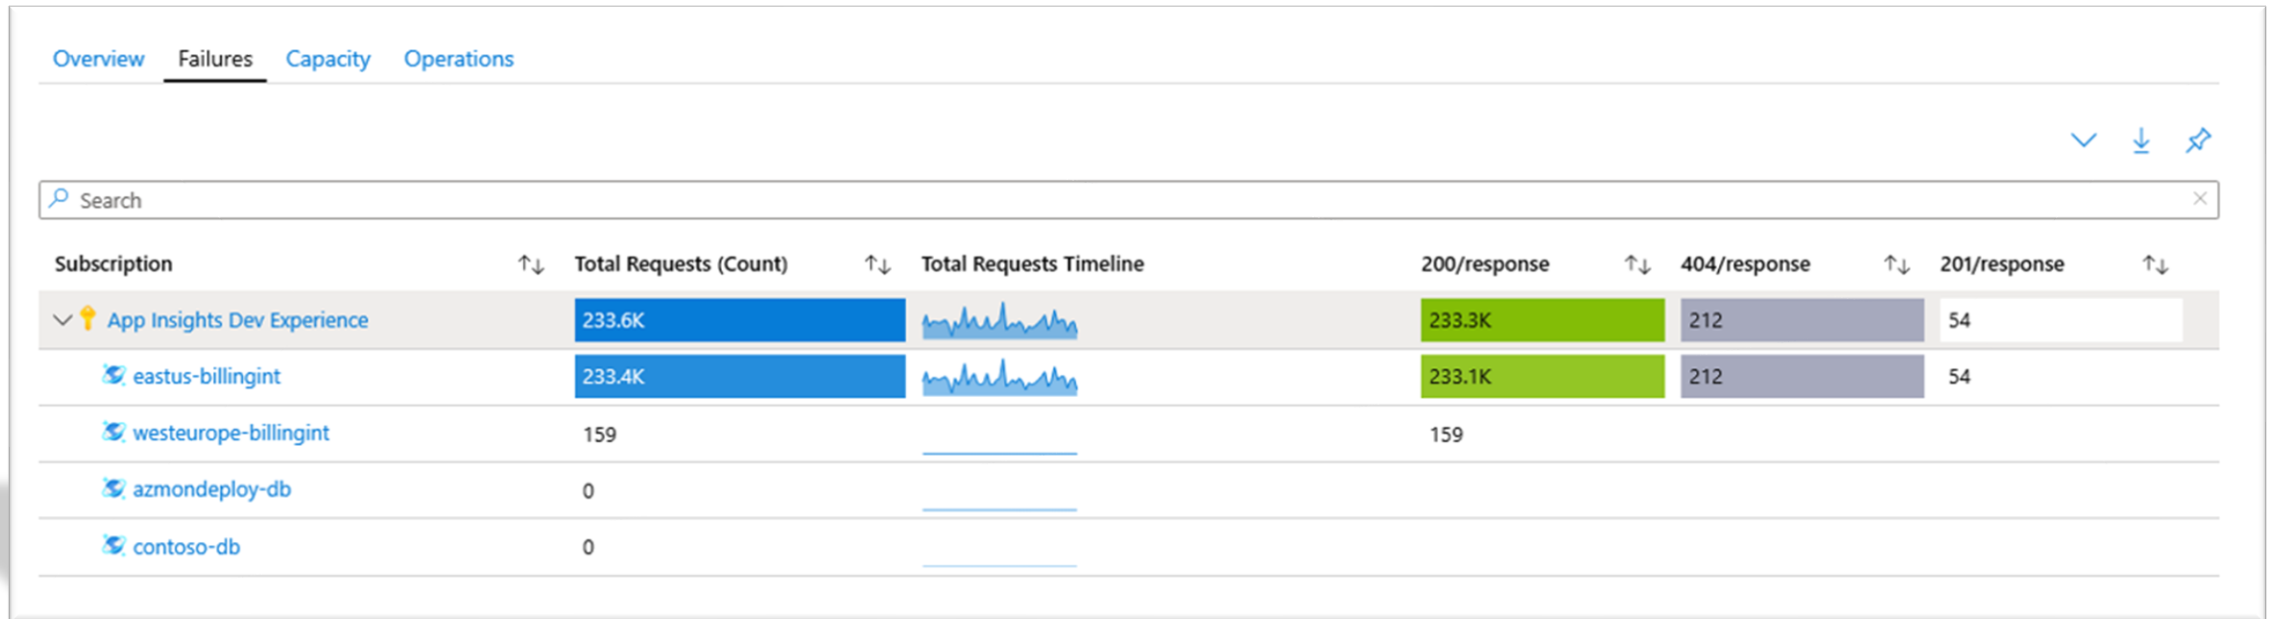 Overview Failures Capacity Operations
Search
Subscription Total Requests (Count) Total Requests Timeline 200/response 404/response 201/response
App Insights Dev Experience 233.6K 233.3K 212 54
eastus-billingint 233.4K 233.1K 212 54
westeurope-billingint 159 159
azmondeploy-db 0
contoso-db 0